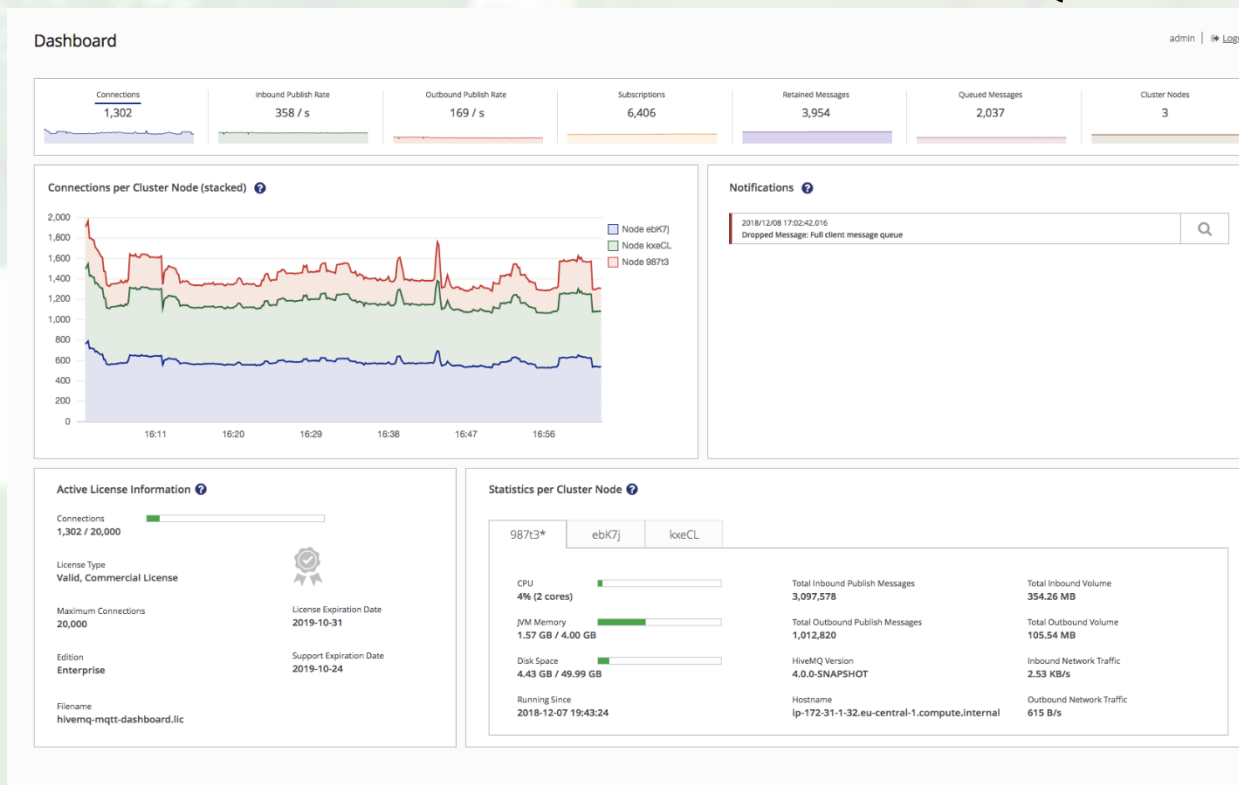 Dashboard
admin
Connections
Inbound Publish Rate
Outbound Publish Rate
Subscriptions
Retained Messages
Queued Messages
Cluster Nodes
1,302
358 / s
169 / s
6,406
3,954
2,037
3
Connections per Cluster Node (stacked)
2,000
1,800
1,600
1,400
1,200
1,000
800
600
400
200
0
16:11
16:20
16:29
16:38
16:47
16:56
Node ebK7j
Node kxeCL
Node 987t3
Notifications
2018/12/08 17:02:42.016
Dropped Message: Full client message queue
Active License Information
Connections
1,302 / 20,000
License Type
Valid, Commercial License
Maximum Connections
20,000
License Expiration Date
2019-10-31
Edition
Enterprise
Support Expiration Date
2019-10-24
Filename
hivemq-mqtt-dashboard.lic
Statistics per Cluster Node
987t3*
ebK7j
kxeCL
CPU
4% (2 cores)
JVM Memory
1.57 GB / 4.00 GB
Disk Space
4.43 GB / 49.99 GB
Running Since
2018-12-07 19:43:24
Total Inbound Publish Messages
3,097,578
Total Outbound Publish Messages
1,012,820
HiveMQ Version
4.0.0-SNAPSHOT
Hostname
ip-172-31-1-32.eu-central-1.compute.internal
Total Inbound Volume
354.26 MB
Total Outbound Volume
105.54 MB
Inbound Network Traffic
2.53 KB/s
Outbound Network Traffic
615 B/s